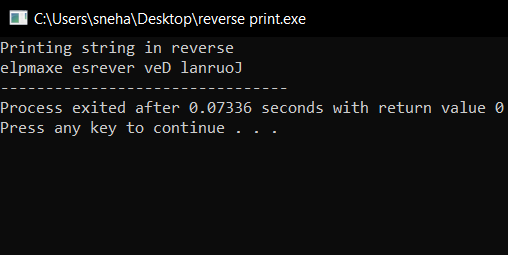 C:\Users\sneha\Desktop\reverse print.exe
Printing string in reverse
elpmaxe esrever veD lanruoJ
--------------------------------
Process exited after 0.07336 seconds with return value 0
Press any key to continue . . .